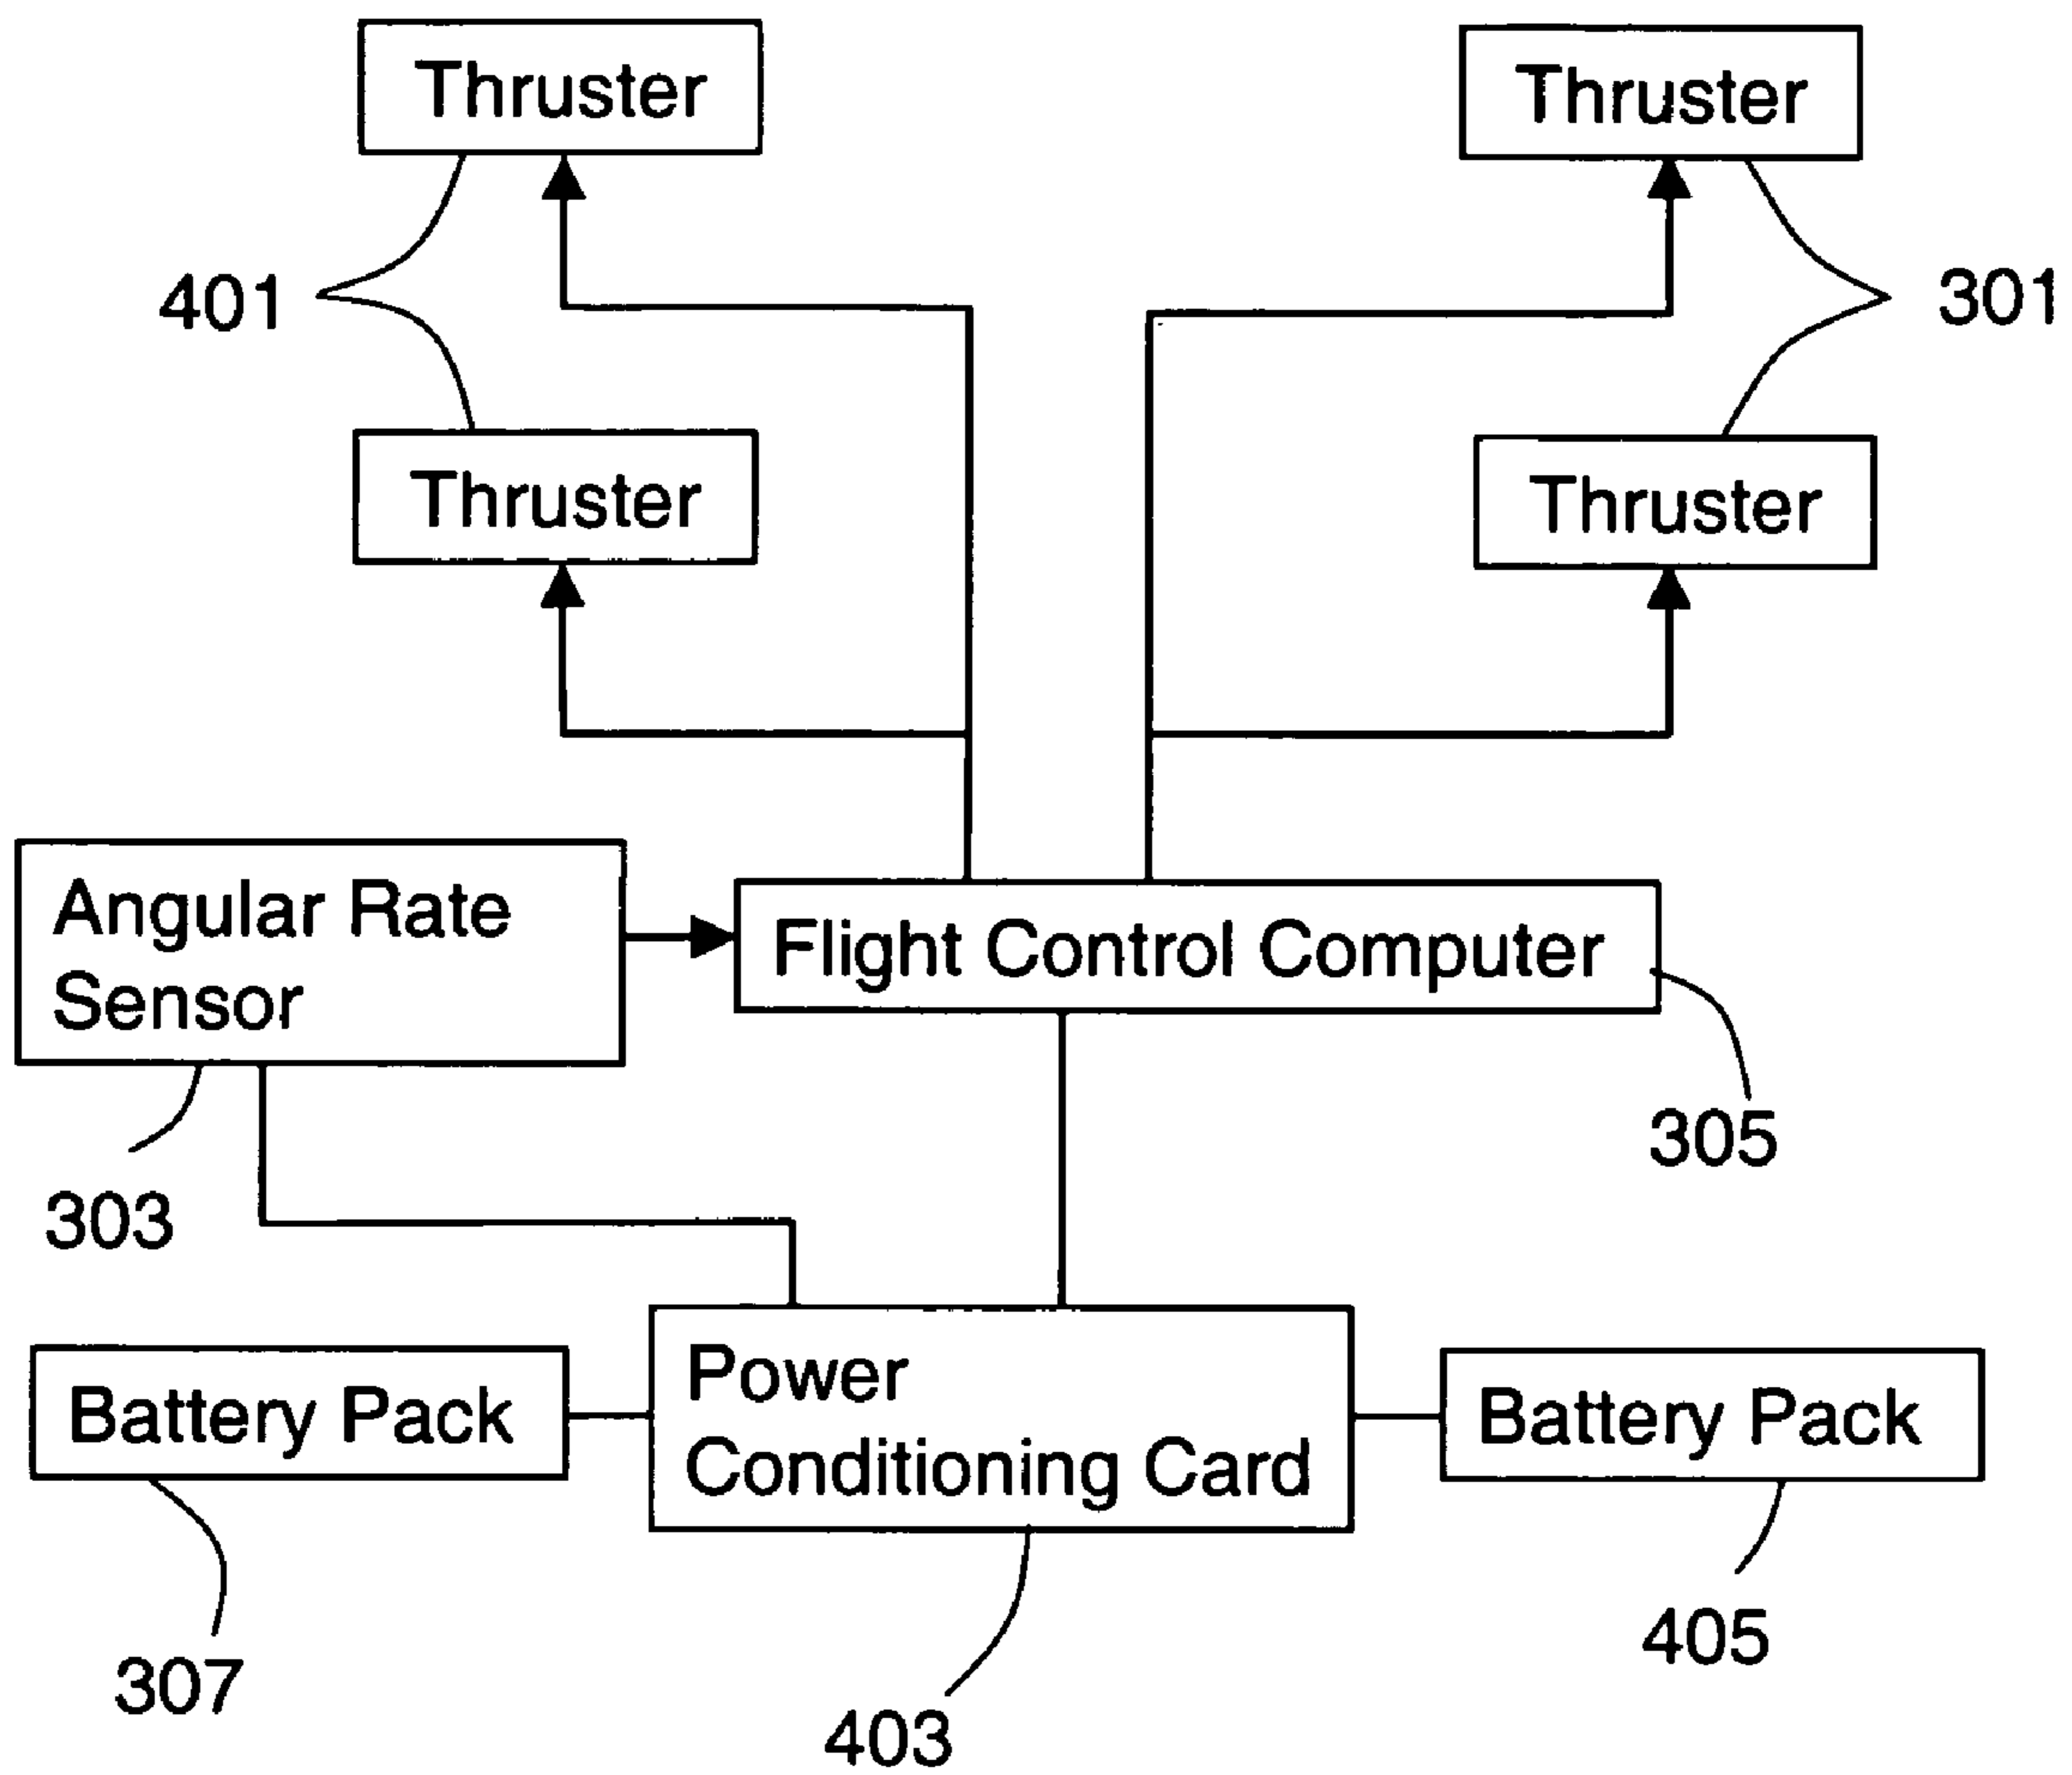 Thruster
Thruster
401
301
Thruster
Thruster
Angular Rate
Sensor
Flight Control Computer
305
303
Power
Conditioning Card
Battery Pack
Battery Pack
405
307
403